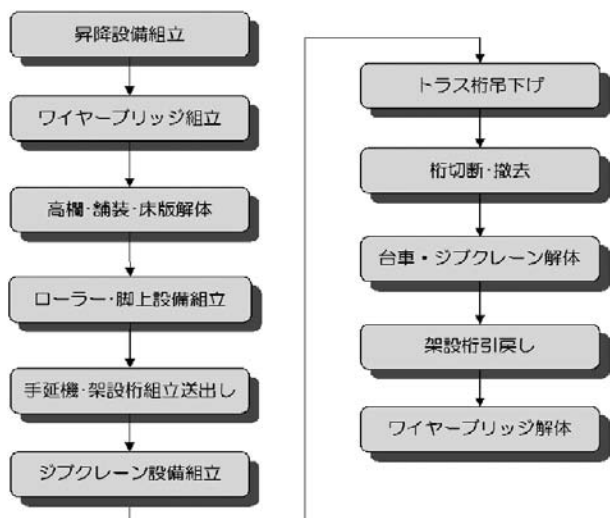 昇降設備組立
ワイヤーブリッジ組立
高欄･舗装･床版解体
ローラー･脚上設備組立
手延機･架設桁組立送出し
ジブクレーン設備組立
トラス桁吊下げ
桁切断･撤去
台車・ジブクレーン解体
架設桁引戻し
ワイヤーブリッジ解体